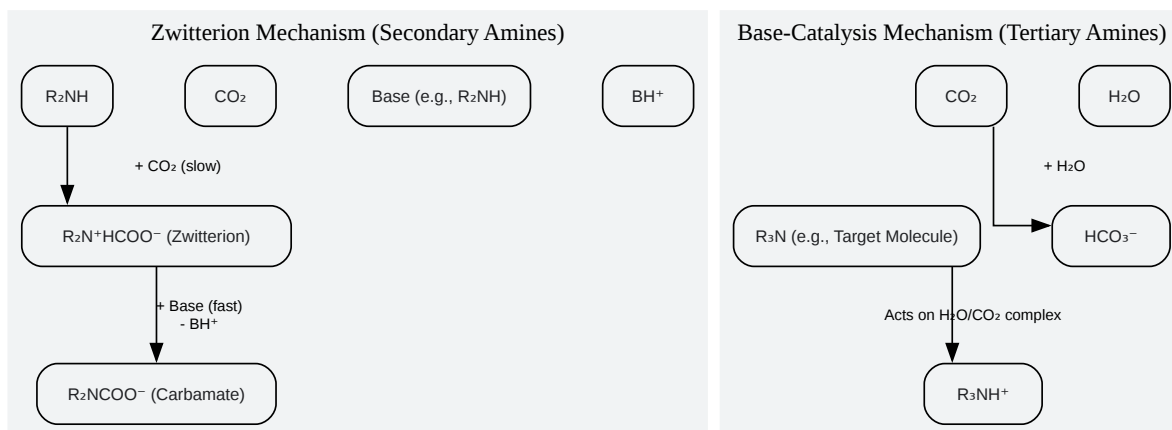 Zwitterion Mechanism (Secondary Amines)
R₂NH
CO₂
Base (e.g., R₂NH)
BH⁺
+ CO₂ (slow)
R₂N⁺HCOO⁻ (Zwitterion)
+ Base (fast)
- BH⁺
R₂NCOO⁻ (Carbamate)
Base-Catalysis Mechanism (Tertiary Amines)
CO₂
H₂O
+ H₂O
R₃N (e.g., Target Molecule)
HCO₃⁻
Acts on H₂O/CO₂ complex
R₃NH⁺